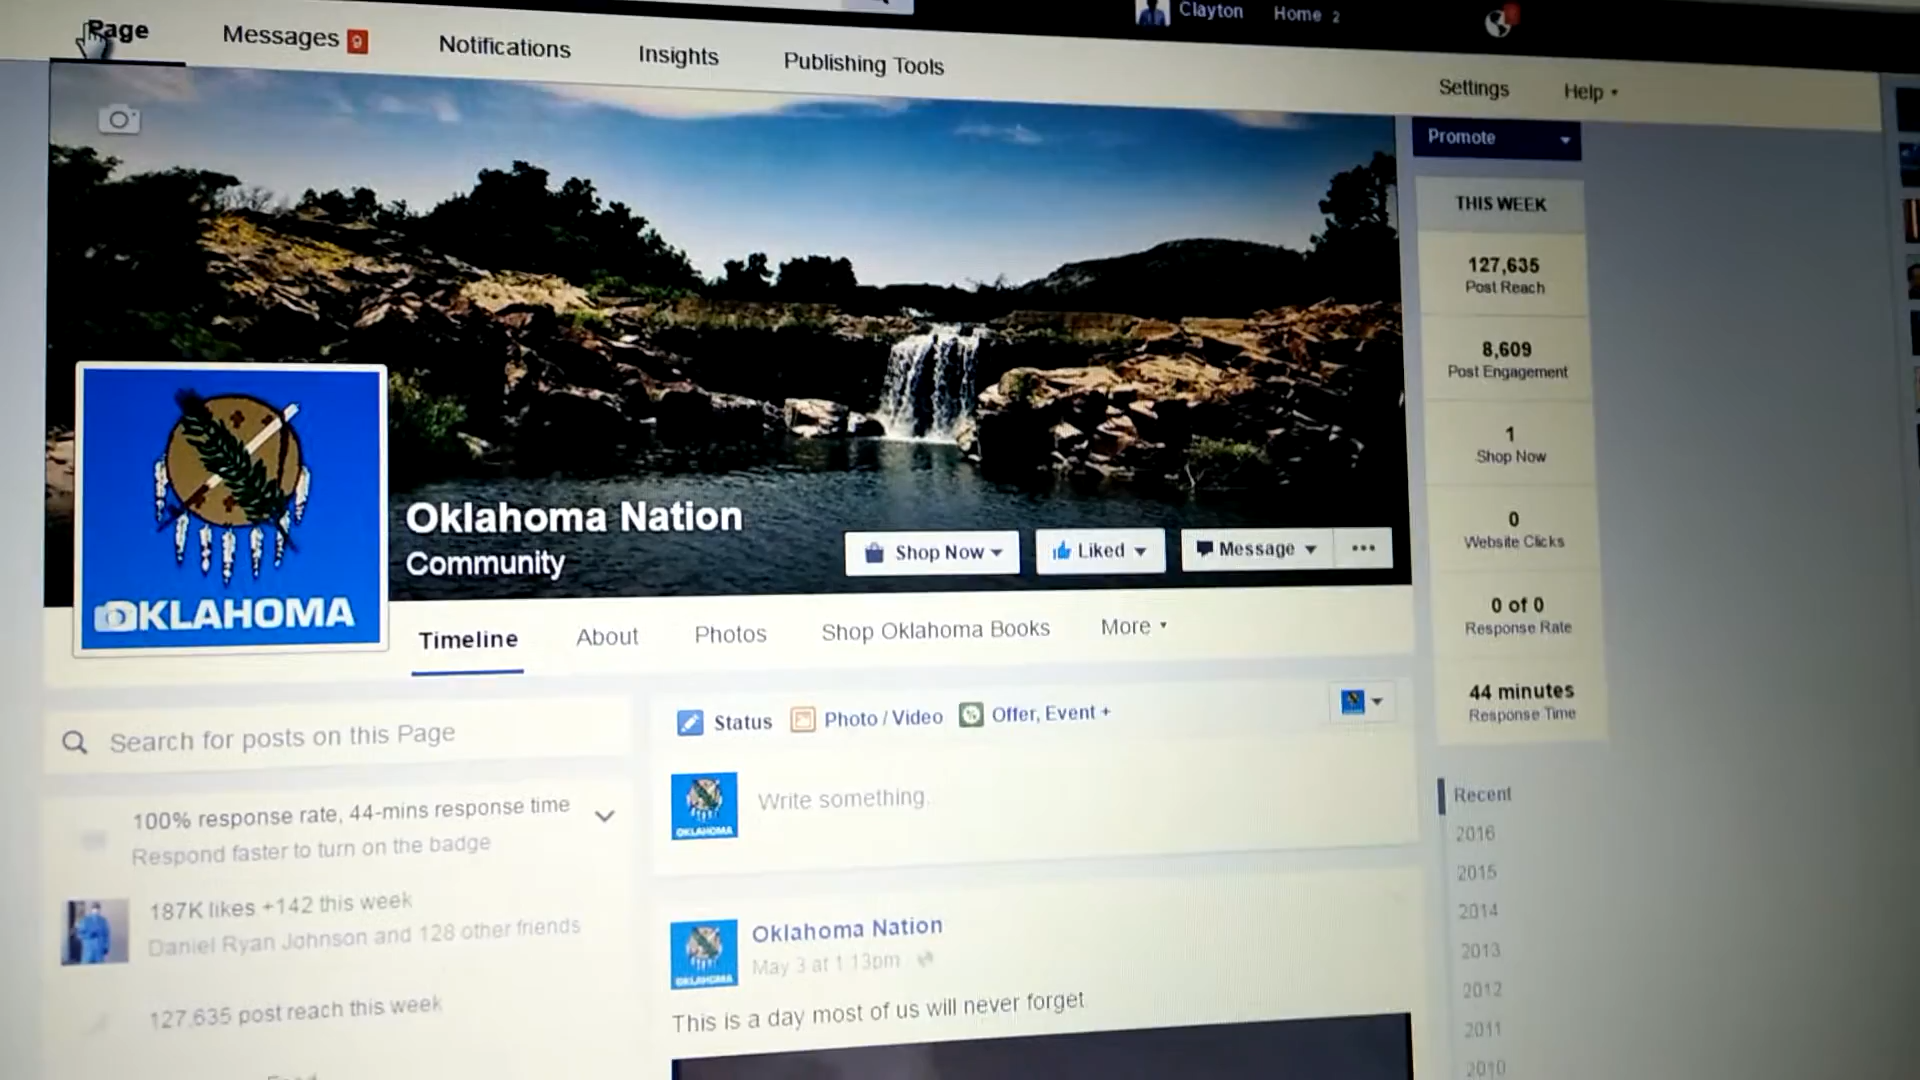 Clayton
Home 2
Page
Messages 9
Notifications
Insights
Publishing Tools
Settings
Help
Promote
THIS WEEK
127,635
Post Reach
8,609
Post Engagement
1
Shop Now
0
Website Clicks
0 of 0
Response Rate
44 minutes
Response Time
Oklahoma Nation
Community
OKLAHOMA
Shop Now
Liked
Message
Timeline
About
Photos
Shop Oklahoma Books
More
Search for posts on this Page
100% response rate, 44-mins response time
Respond faster to turn on the badge
187K likes +142 this week
Daniel Ryan Johnson and 128 other friends
127,635 post reach this week
Status
Photo / Video
Offer, Event +
Write something.
OKLAHOMA
Oklahoma Nation
May 3 at 1:13pm
OKLAHOMA
This is a day most of us will never forget
Recent
2016
2015
2014
2013
2012
2011
2010